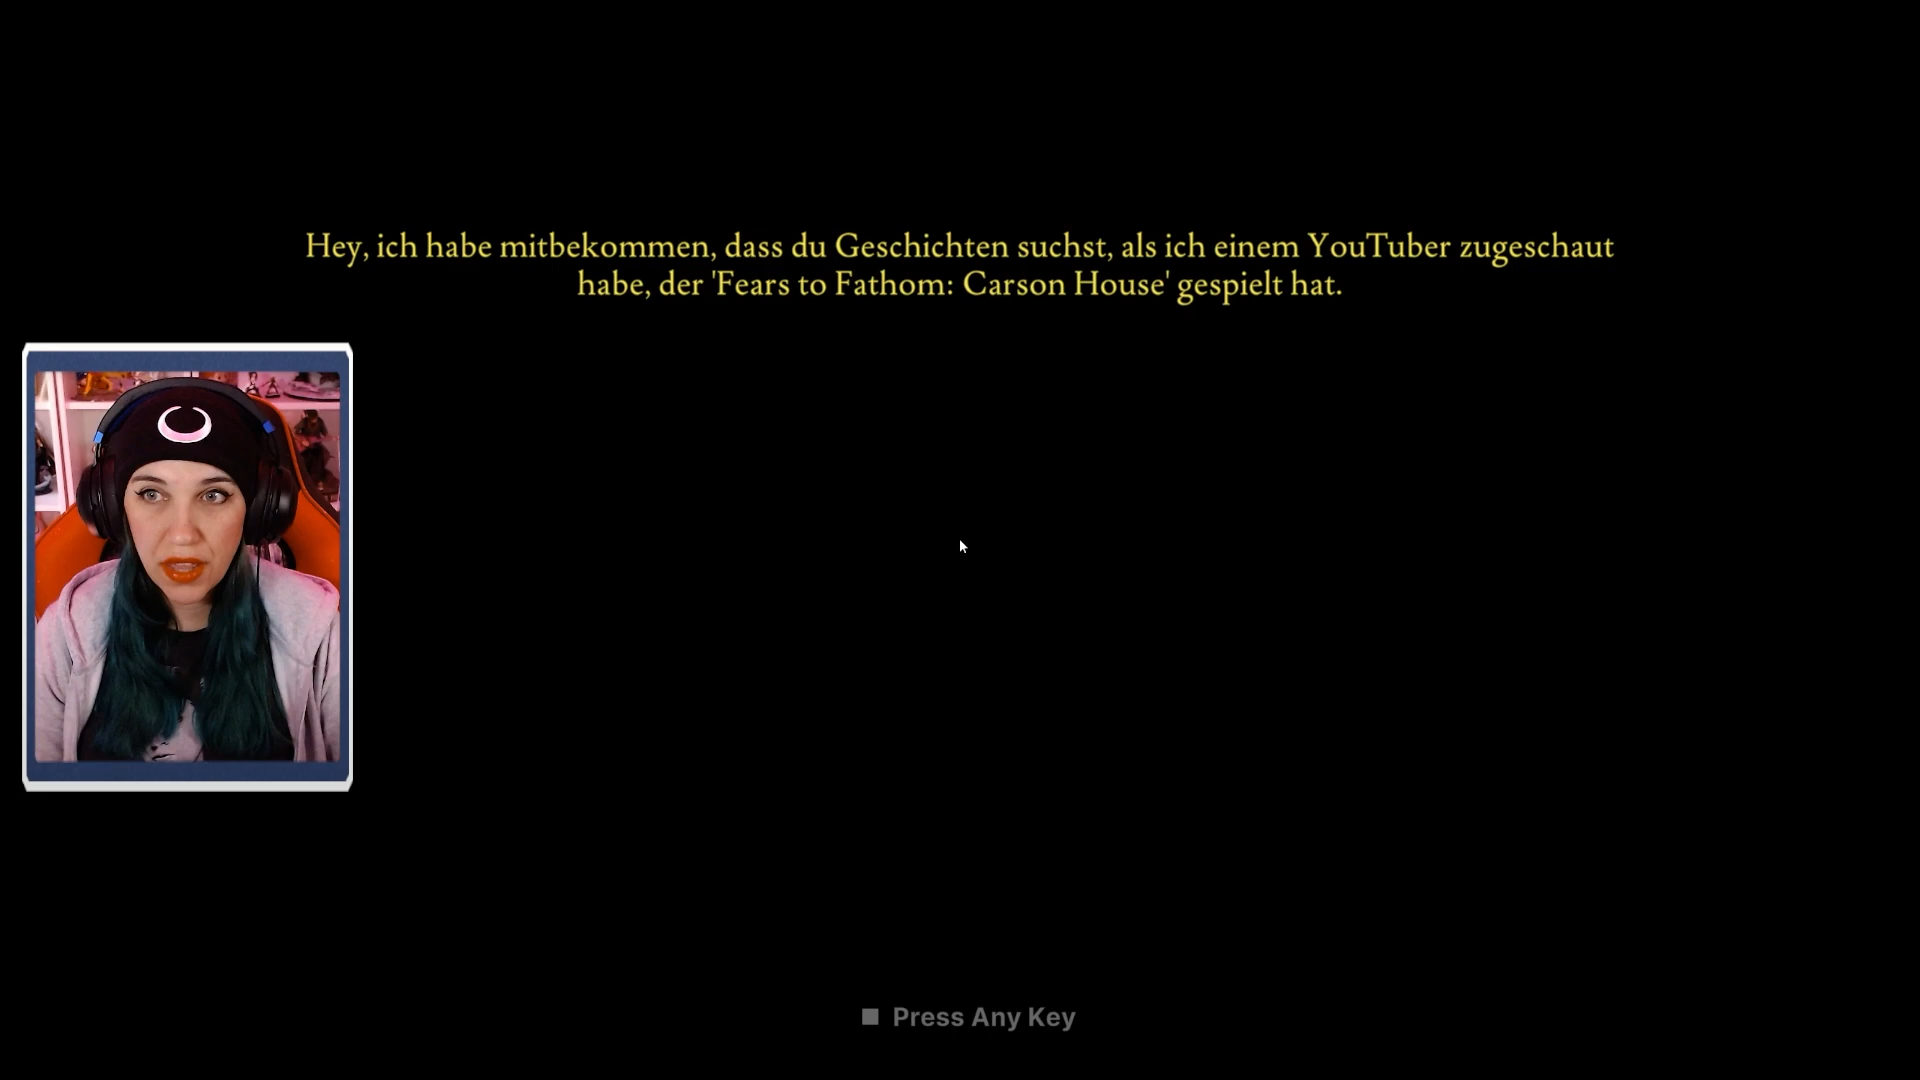 Hey, ich habe mitbekommen, dass du Geschichten suchst, als ich einem YouTuber zugeschaut
habe, der 'Fears to Fathom: Carson House' gespielt hat.
Press Any Key